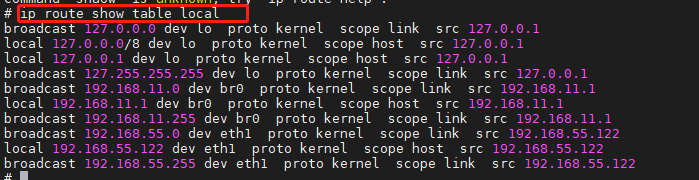 command "shaow" is unknown, try "ip route help".
# ip route show table local
broadcast 127.0.0.0 dev lo  proto kernel  scope link  src 127.0.0.1
local 127.0.0.0/8 dev lo  proto kernel  scope host  src 127.0.0.1
local 127.0.0.1 dev lo  proto kernel  scope host  src 127.0.0.1
broadcast 127.255.255.255 dev lo  proto kernel  scope link  src 127.0.0.1
broadcast 192.168.11.0 dev br0  proto kernel  scope link  src 192.168.11.1
local 192.168.11.1 dev br0  proto kernel  scope host  src 192.168.11.1
broadcast 192.168.11.255 dev br0  proto kernel  scope link  src 192.168.11.1
broadcast 192.168.55.0 dev eth1  proto kernel  scope link  src 192.168.55.122
local 192.168.55.122 dev eth1  proto kernel  scope host  src 192.168.55.122
broadcast 192.168.55.255 dev eth1  proto kernel  scope link  src 192.168.55.122
#